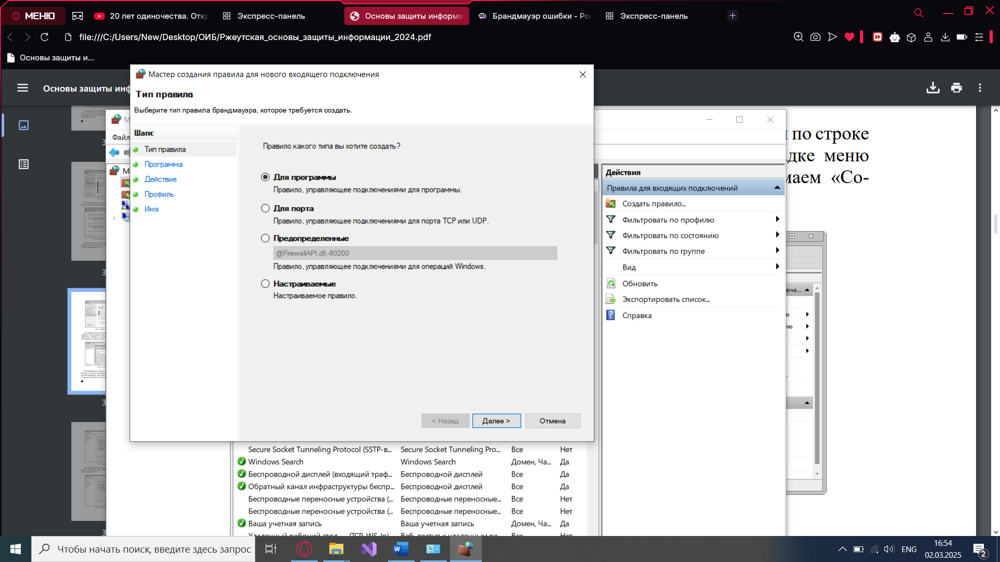 МЕНЮ
20 лет одиночества. Откр
Экспресс-панель
Основы защиты информа
Брандмауэр ошибки - Ро
Экспресс-панель
file:///C:/Users/New/Desktop/ОИБ/Ржеутская_основы_защиты_информации_2024.pdf
Основы защиты и...
Основы защиты инф
Мастер создания правила для нового входящего подключения
Тип правила
Выберите тип правила брандмауэра, которое требуется создать.
Шаги:
Тип правила
Программа
Действие
Профиль
Имя
Правило какого типа вы хотите создать?
Для программы
Правило, управляющее подключениями для программы.
Для порта
Правило, управляющее подключениями для порта TCP или UDP.
Предопределенные
@FirewallAPI.dll,-80200
Правило, управляющее подключениями для операций Windows.
Настраиваемые
Настраиваемое правило.
< Назад
Далее >
Отмена
Файл
по строке
дке меню
маем «Со-
Действия
Правила для входящих подключений
Создать правило...
Фильтровать по профилю
Фильтровать по состоянию
Фильтровать по группе
Вид
Обновить
Экспортировать список...
Справка
Secure Socket Tunneling Protocol (SSTP-в... Secure Socket Tunneling Pro... Все Нет
Windows Search Windows Search Домен, Ча... Да
Беспроводной дисплей (входящий траф... Беспроводной дисплей Все Да
Обратный канал инфраструктуры беспр... Беспроводной дисплей Все Да
Беспроводные переносные устройства (... Беспроводные переносные... Все Нет
Беспроводные переносные устройства (... Беспроводные переносные... Все Нет
Ваша учетная запись Ваша учетная запись Домен, Ча... Да
Чтобы начать поиск, введите здесь запрос
ENG
16:54
02.03.2025
2